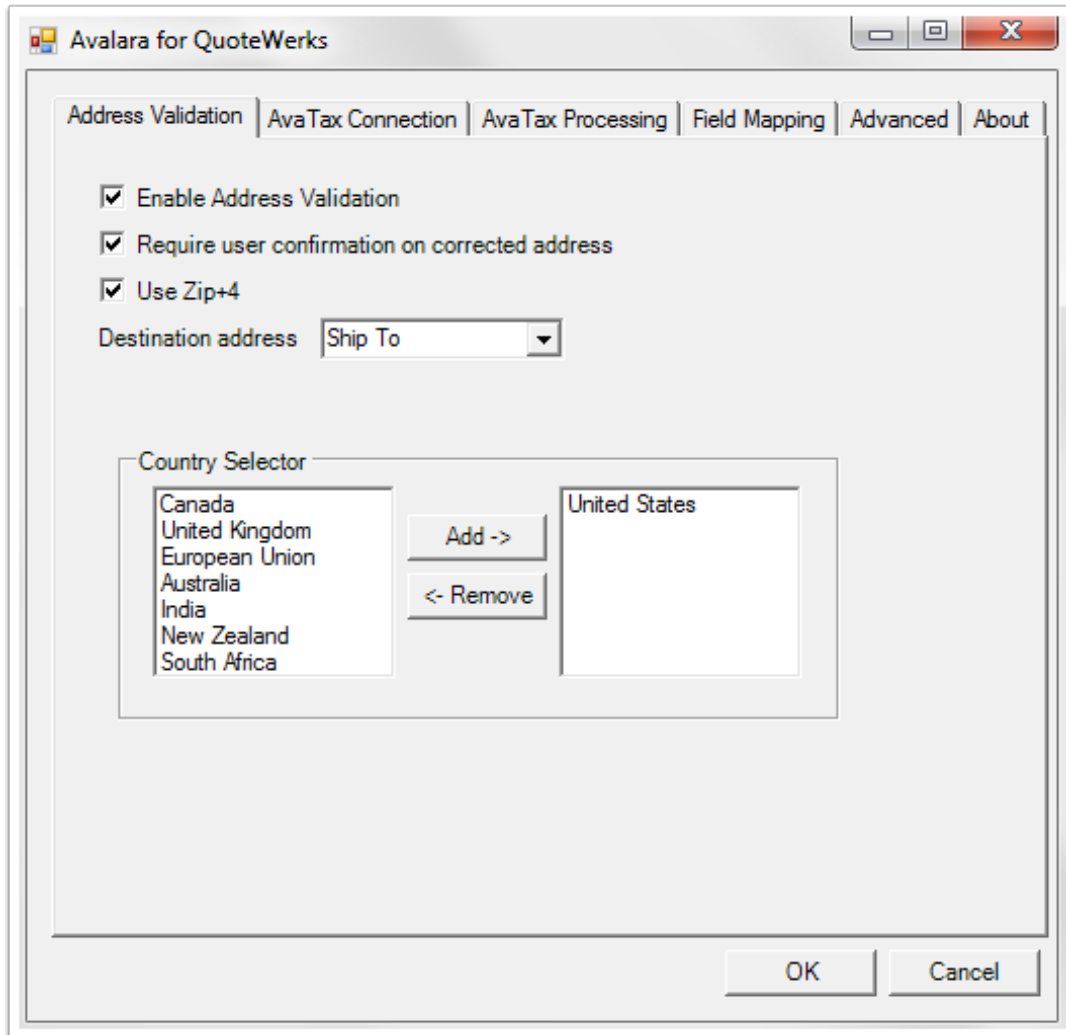 Avalara for QuoteWerks
Address Validation AvaTax Connection AvaTax Processing Field Mapping Advanced About
Enable Address Validation
Require user confirmation on corrected address
Use Zip+4
Destination address Ship To
Country Selector
Canada
United Kingdom
European Union
Australia
India
New Zealand
South Africa
Add ->
<- Remove
United States
OK Cancel